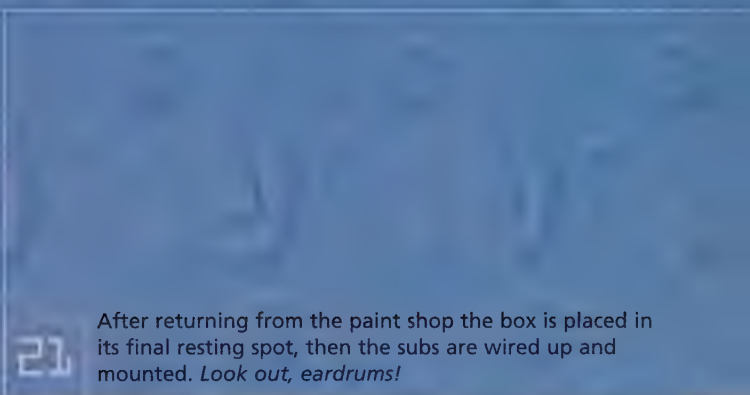 After returning from the paint shop the box is placed in
its final resting spot, then the subs are wired up and
21 mounted. Look out, eardrums!